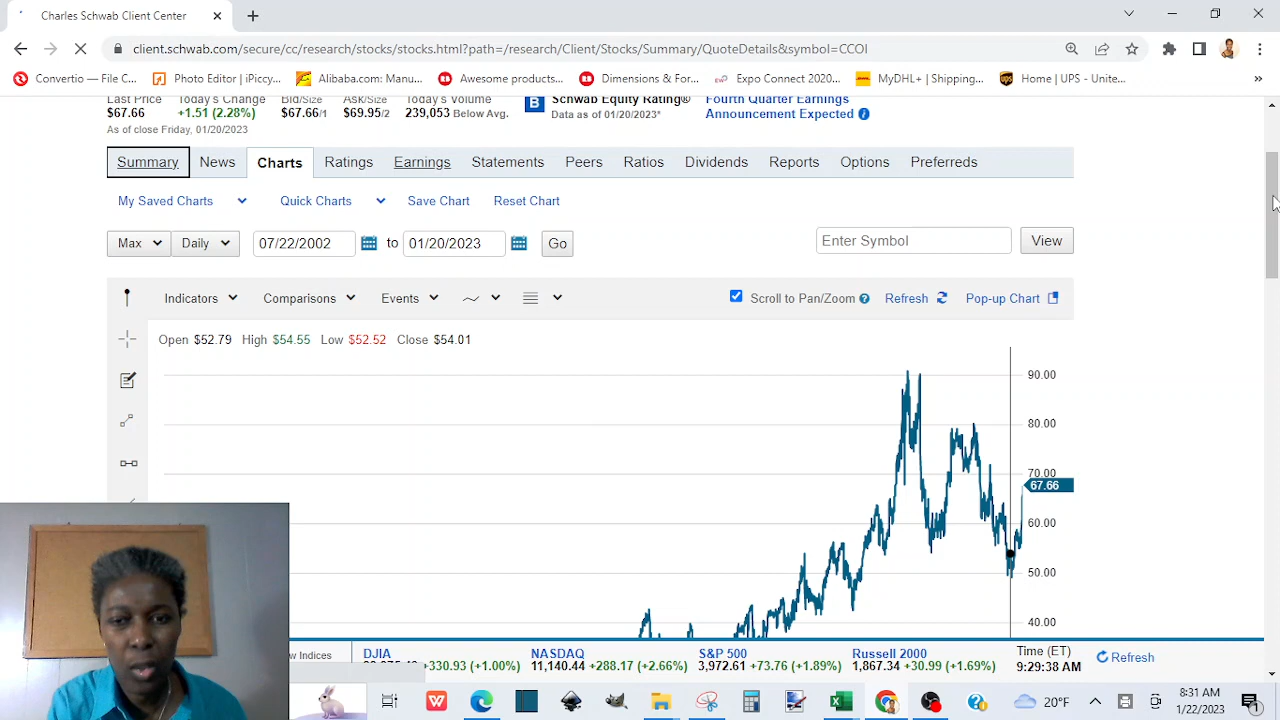 Charles Schwab Client Center
client.schwab.com/secure/cc/research/stocks/stocks.html?path=/research/Client/Stocks/Summary/QuoteDetails&symbol=CCOI
Convertio — File C... Photo Editor | iPiccy... Alibaba.com: Manu... Awesome products... Dimensions & For... Expo Connect 2020... MyDHL+ | Shipping... Home | UPS - Unite... »
Last Price Today's Change Bid/Size Ask/Size Today's Volume B Schwab Equity Rating® Fourth Quarter Earnings
$67.66 +1.51 (2.28%) $67.66/1 $69.95/2 239,053 Below Avg. Data as of 01/20/2023* Announcement Expected
As of close Friday, 01/20/2023
Summary News Charts Ratings Earnings Statements Peers Ratios Dividends Reports Options Preferreds
My Saved Charts Quick Charts Save Chart Reset Chart
Max Daily 07/22/2002 to 01/20/2023 Go Enter Symbol View
Indicators Comparisons Events Scroll to Pan/Zoom Refresh Pop-up Chart
Open $52.79 High $54.55 Low $52.52 Close $54.01
90.00
80.00
70.00
67.66
60.00
50.00
40.00
Indices DJIA NASDAQ S&P 500 Russell 2000 Time (ET)
+330.93 (+1.00%) 11,140.44 +288.17 (+2.66%) 3,972.61 +73.76 (+1.89%) 1,867.34 +30.99 (+1.69%) 9:29:38 AM Refresh
20°F 8:31 AM
1/22/2023